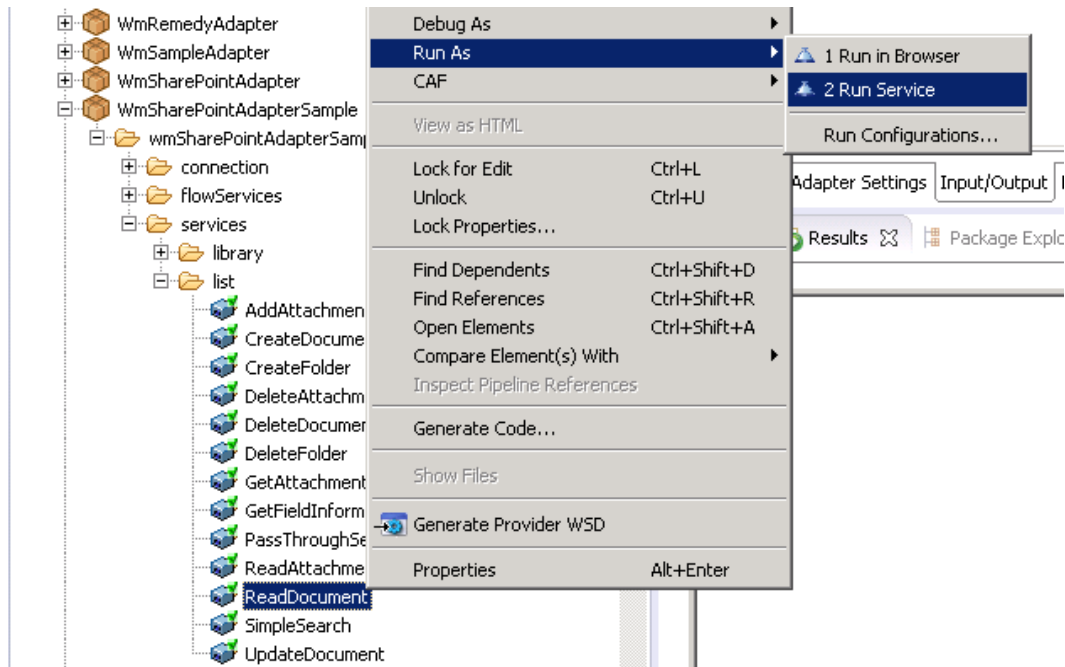 WmRemedyAdapter
WmSampleAdapter
WmSharePointAdapter
WmSharePointAdapterSample
wmSharePointAdapterSamp
connection
flowServices
services
library
list
AddAttachmen
CreateDocume
CreateFolder
DeleteAttachm
DeleteDocumen
DeleteFolder
GetAttachment
GetFieldInform
PassThroughSe
ReadAttachme
ReadDocument
SimpleSearch
UpdateDocument
Debug As
Run As
CAF
View as HTML
Lock for Edit Ctrl+L
Unlock Ctrl+U
Lock Properties...
Find Dependents Ctrl+Shift+D
Find References Ctrl+Shift+R
Open Elements Ctrl+Shift+A
Compare Element(s) With
Inspect Pipeline References
Generate Code...
Show Files
Generate Provider WSD
Properties Alt+Enter
1 Run in Browser
2 Run Service
Run Configurations...
Adapter Settings Input/Output
Results Package Explo